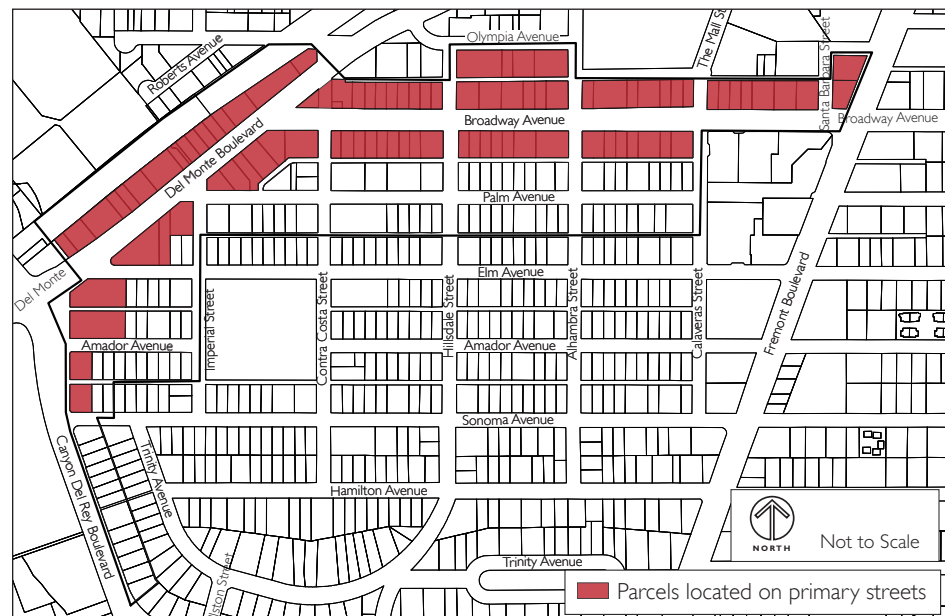 Olympia Avenue
The Mall St
Santa Barbara Street
Roberts Avenue
Broadway Avenue
Broadway Avenue
Del Monte Boulevard
Palm Avenue
Elm Avenue
Del Monte
Imperial Street
Contra Costa Street
Hillsdale Street
Alhambra Street
Calaveras Street
Fremont Boulevard
Amador Avenue
Amador Avenue
Sonoma Avenue
Canyon Del Rey Boulevard
Trinity Avenue
Hamilton Avenue
lston Street
Trinity Avenue
NORTH
Not to Scale
Parcels located on primary streets